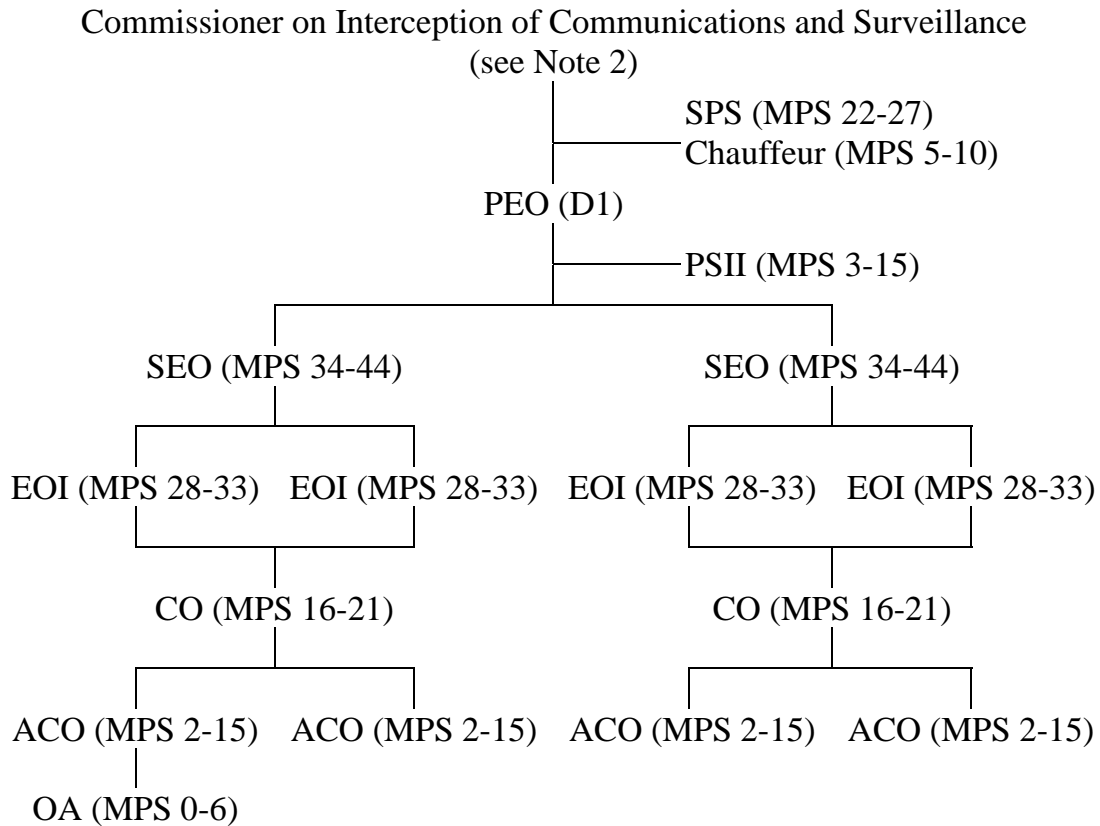 Commissioner on Interception of Communications and Surveillance
(see Note 2)
SPS (MPS 22-27)
Chauffeur (MPS 5-10)
PEO (D1)
PSII (MPS 3-15)
SEO (MPS 34-44) SEO (MPS 34-44)
EOI (MPS 28-33) EOI (MPS 28-33) EOI (MPS 28-33) EOI (MPS 28-33)
CO (MPS 16-21) CO (MPS 16-21)
ACO (MPS 2-15) ACO (MPS 2-15) ACO (MPS 2-15) ACO (MPS 2-15)
OA (MPS 0-6)